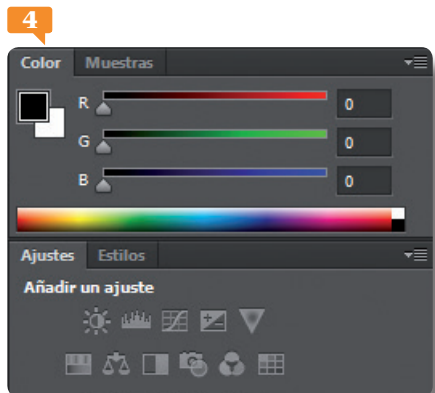 4
Color Muestras
R 0
G 0
B 0
Ajustes Estilos
Añadir un ajuste